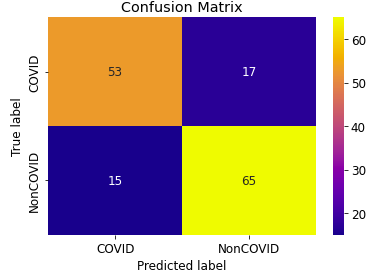 Confusion Matrix
True label
COVID
53
17
NonCOVID
15
65
COVID
NonCOVID
Predicted label
60
50
40
30
20